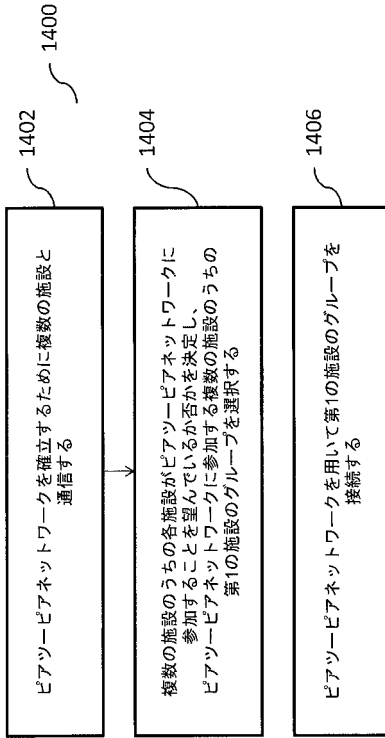 1400
1402
ピアツーピアネットワークを確立するために複数の施設と
通信する
1404
複数の施設のうちの各施設がピアツーピアネットワークに
参加することを望んでいるか否かを決定し、
ピアツーピアネットワークに参加する複数の施設のうちの
第1の施設のグループを選択する
1406
ピアツーピアネットワークを用いて第1の施設のグループを
接続する